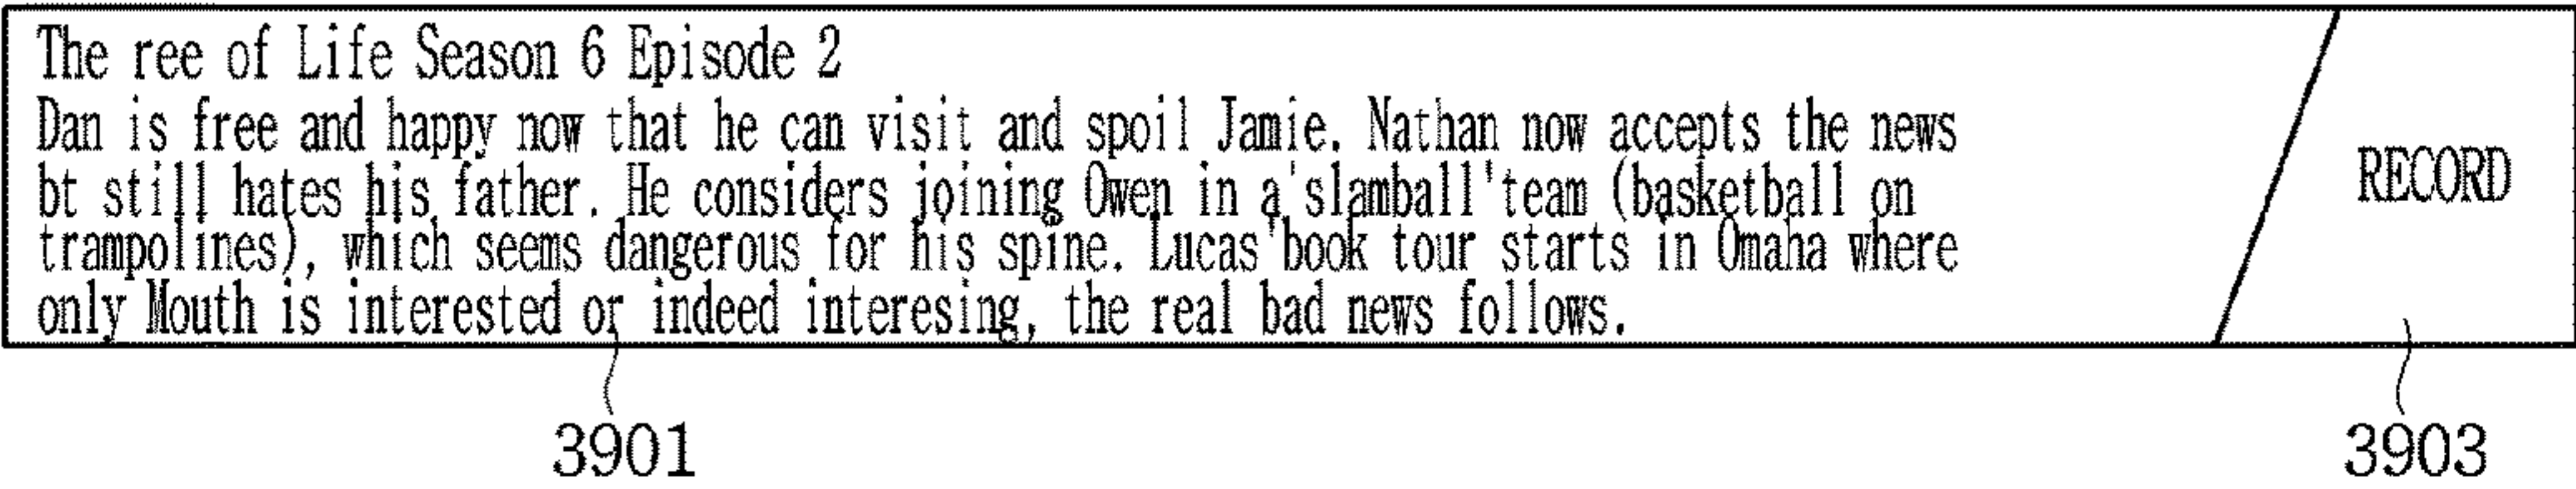 The ree of Life Season 6 Episode 2
Dan is free and happy now that he can visit and spoil Jamie. Nathan now accepts the news
bt still hates his father. He considers joining Owen in a'slamball'team (basketball on
trampolines), which seems dangerous for his spine. Lucas'book tour starts in Omaha where
only Mouth is interested or indeed interesing, the real bad news follows.
RECORD
3901
3903